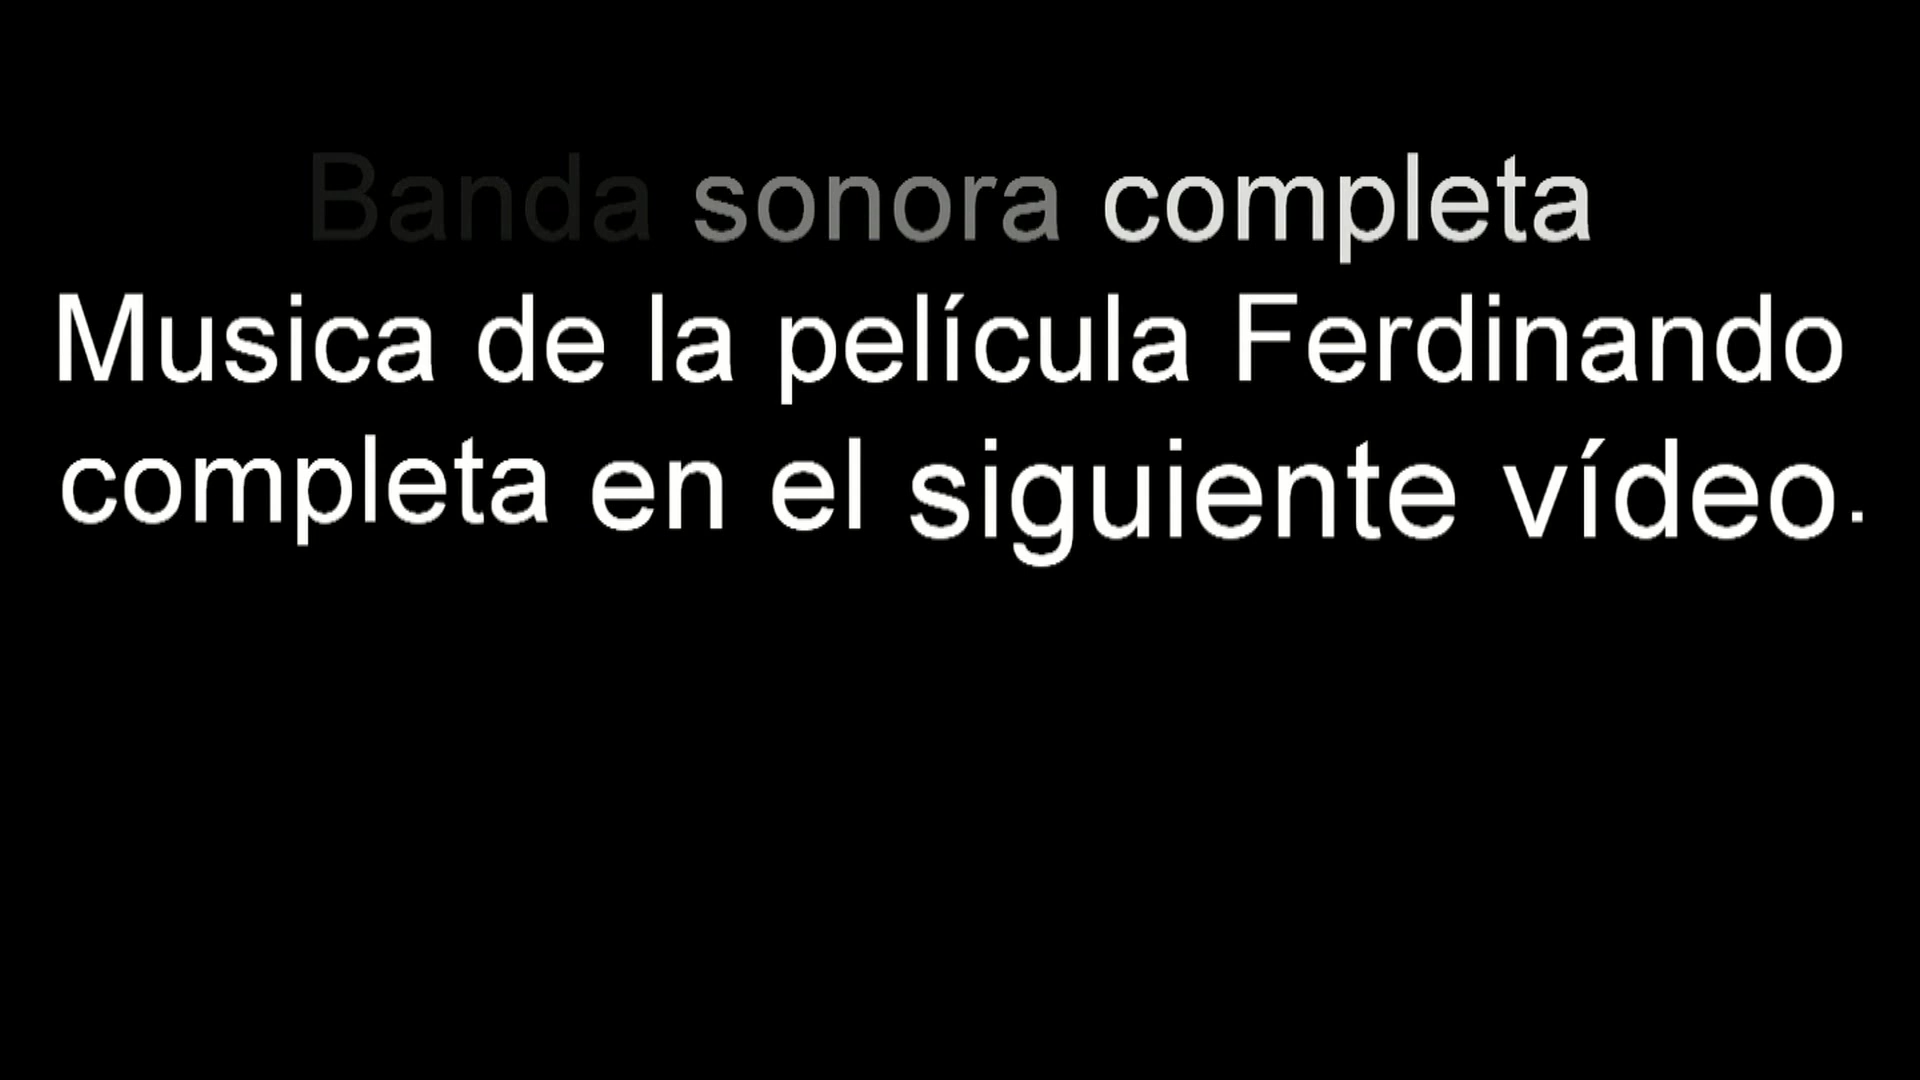 Banda sonora completa
Musica de la película Ferdinando
completa en el siguiente vídeo.